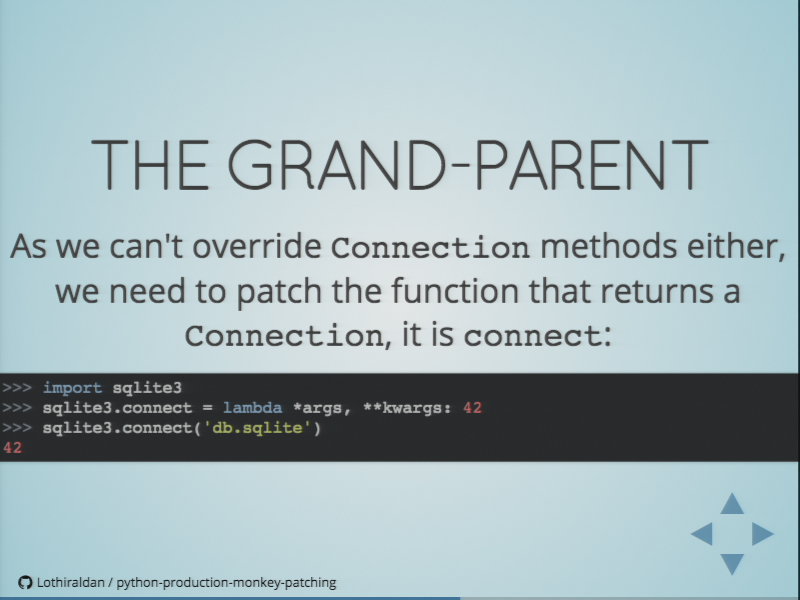 THE GRAND-PARENT
As we can't override Connection methods either,
we need to patch the function that returns a
Connection, it is connect:
>>> import sqlite3
>>> sqlite3.connect = lambda *args, **kwargs: 42
>>> sqlite3.connect('db.sqlite')
42
Lothiraldan / python-production-monkey-patching